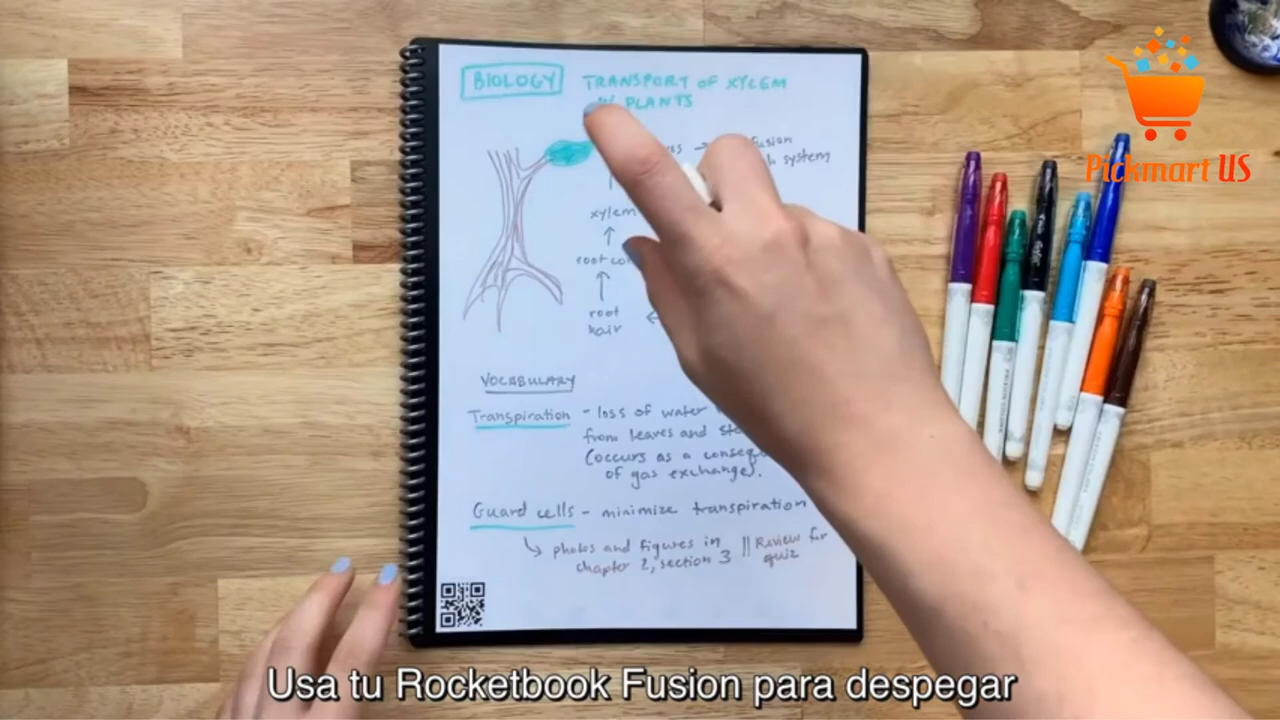 BIOLOGY TRANSPORT OF XYLEM
PLANTS
Pickmart US
system
xylem
root
root
hair
VOCABULARY
Transpiration - loss of water
from leaves and
(occurs as a
of gas exchange).
Guard cells - minimize transpiration
photos and figures in
chapter 2, section 3
Review for
quiz
Usa tu Rocketbook Fusion para despegar